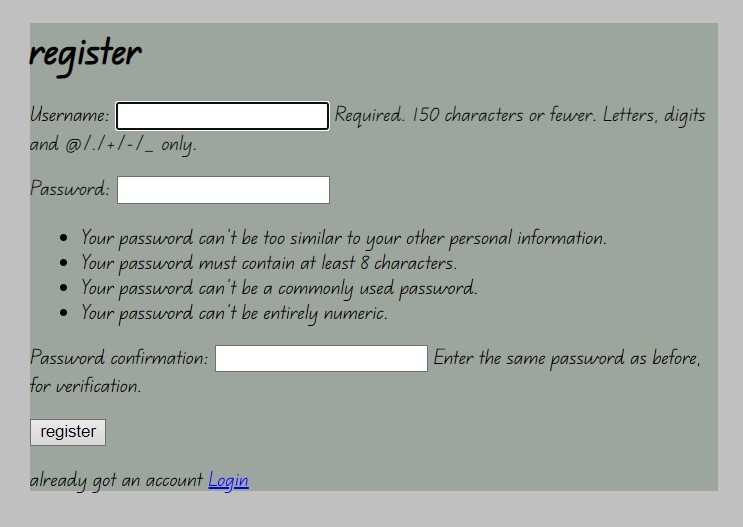 register
Username: Required. 150 characters or fewer. Letters, digits
and @/./+/-/_ only.
Password:
Your password can't be too similar to your other personal information.
Your password must contain at least 8 characters.
Your password can't be a commonly used password.
Your password can't be entirely numeric.
Password confirmation: Enter the same password as before,
for verification.
register
already got an account Login